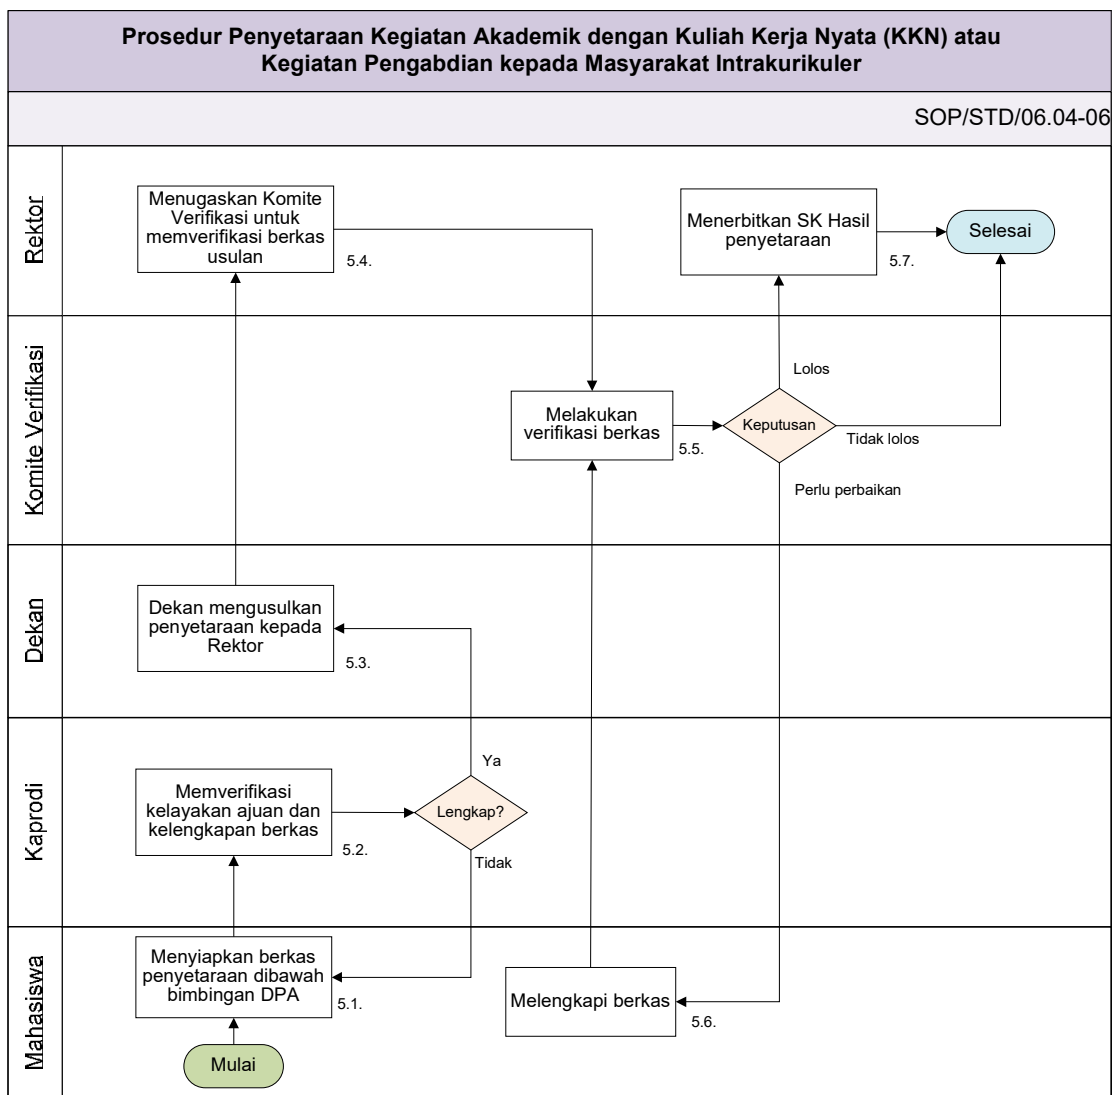 Prosedur Penyetaraan Kegiatan Akademik dengan Kuliah Kerja Nyata (KKN) atau
Kegiatan Pengabdian kepada Masyarakat Intrakurikuler
SOP/STD/06.04-06
Rektor
Menugaskan Komite
Verifikasi untuk
memverifikasi berkas
usulan
5.4.
Menerbitkan SK Hasil
penyetaraan
5.7.
Selesai
Komite Verifikasi
Melakukan
verifikasi berkas
5.5.
Keputusan
Lolos
Tidak lolos
Perlu perbaikan
Dekan
Dekan mengusulkan
penyetaraan kepada
Rektor
5.3.
Kaprodi
Memverifikasi
kelayakan ajuan dan
kelengkapan berkas
5.2.
Lengkap?
Ya
Tidak
Mahasiswa
Menyiapkan berkas
penyetaraan dibawah
bimbingan DPA
5.1.
Melengkapi berkas
5.6.
Mulai